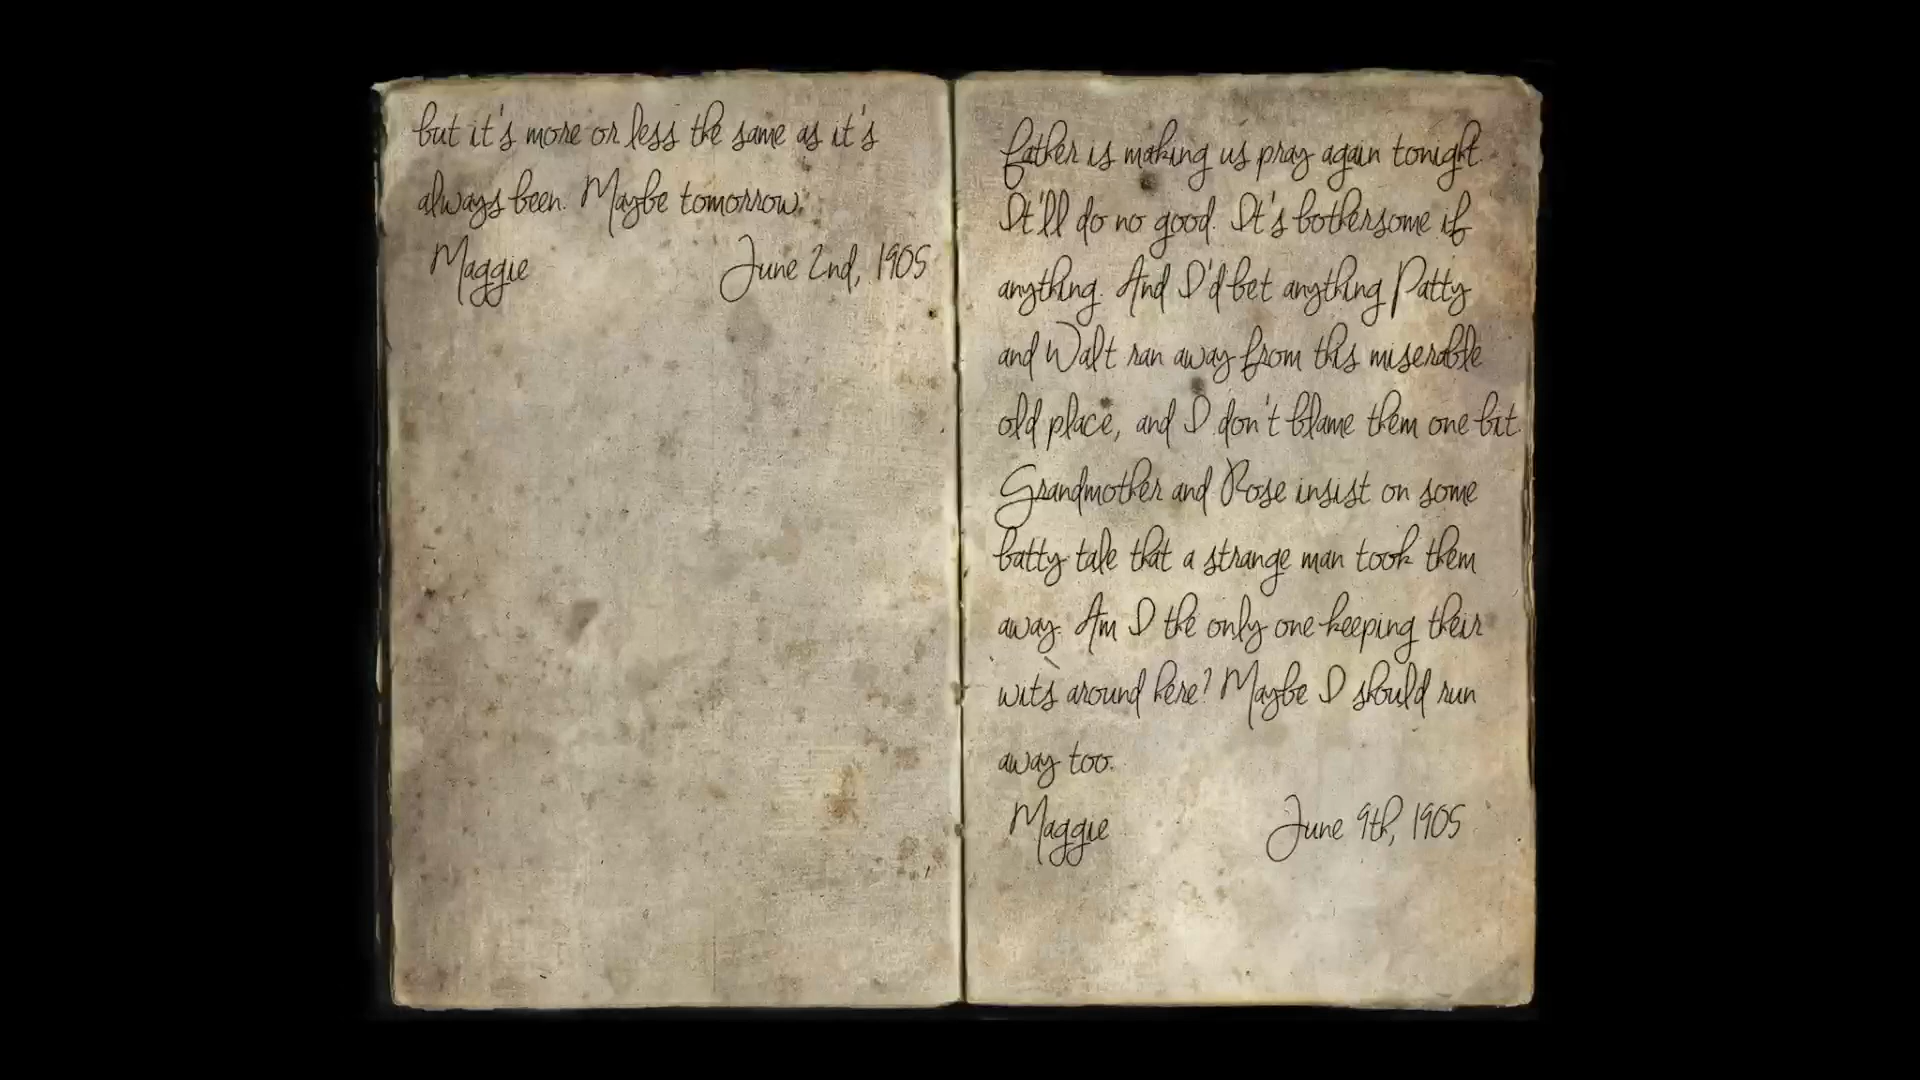 but it's more or less the same as it's
always been. Maybe tomorrow.
Maggie June 2nd, 1905
Father is making us pray again tonight.
It'll do no good. It's bothersome if
anything. And I'd bet anything Patty
and Walt ran away from this miserable
old place, and I don't blame them one bit.
Grandmother and Rose insist on some
batty tale that a strange man took them
away. Am I the only one keeping their
wits around here? Maybe I should run
away too.
Maggie June 9th, 1905